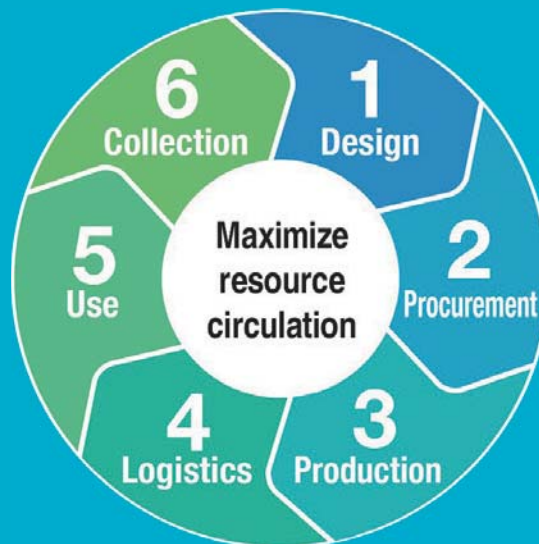 1
Design
2
Procurement
3
Production
4
Logistics
5
Use
6
Collection
Maximize
resource
circulation